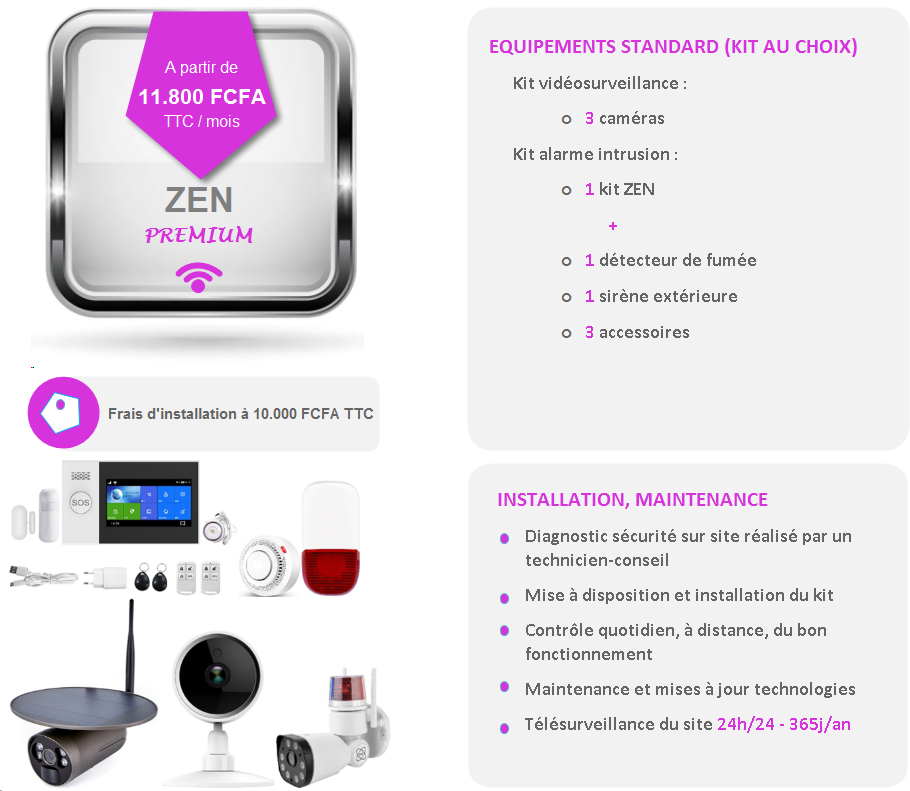 A partir de
11.800 FCFA
TTC / mois
ZEN
PREMIUM
Frais d'installation à 10.000 FCFA TTC
SOS
EQUIPEMENTS STANDARD (KIT AU CHOIX)
Kit vidéosurveillance :
o 3 caméras
Kit alarme intrusion :
o 1 kit ZEN
+
o 1 détecteur de fumée
o 1 sirène extérieure
o 3 accessoires
INSTALLATION, MAINTENANCE
Diagnostic sécurité sur site réalisé par un
technicien-conseil
Mise à disposition et installation du kit
Contrôle quotidien, à distance, du bon
fonctionnement
Maintenance et mises à jour technologies
Télésurveillance du site 24h/24 - 365j/an